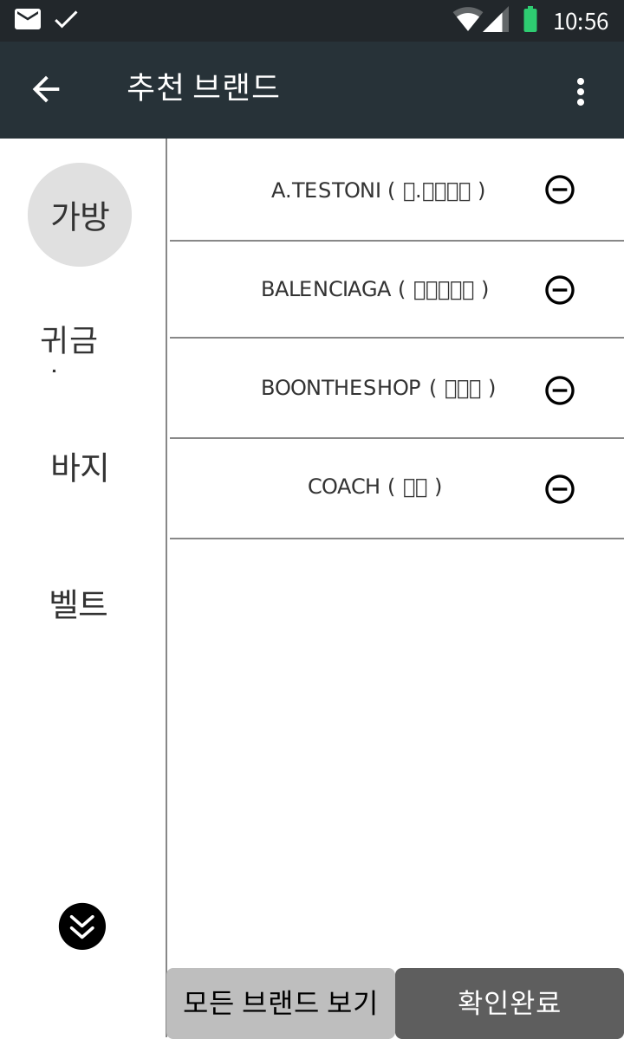 10:56
추천 브랜드
가방
귀금
바지
벨트
A.TESTONI ( □.□□□□ )
BALENCIAGA ( □□□□□ )
BOONTHESHOP ( □□□ )
COACH ( □□ )
모든 브랜드 보기
확인완료